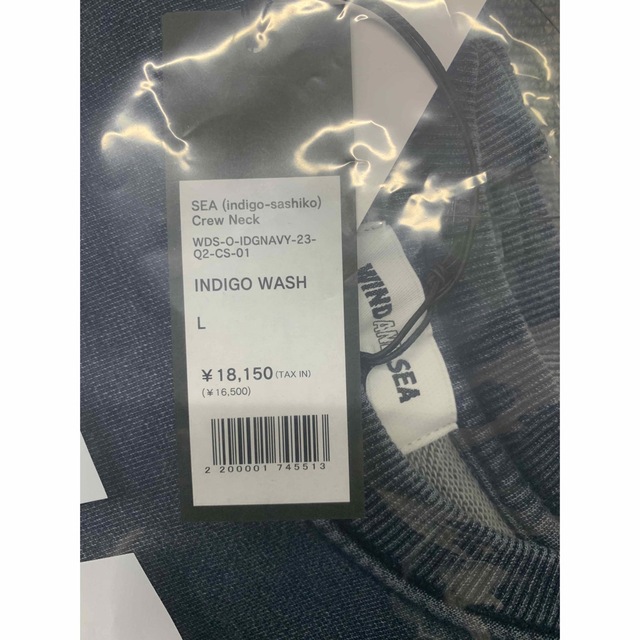 SEA (indigo-sashiko)
Crew Neck
WDS-O-IDGNAVY-23-
Q2-CS-01
INDIGO WASH
L
¥18,150 (TAX IN)
(¥16,500)
2 200001 745513
WIND AND SEA